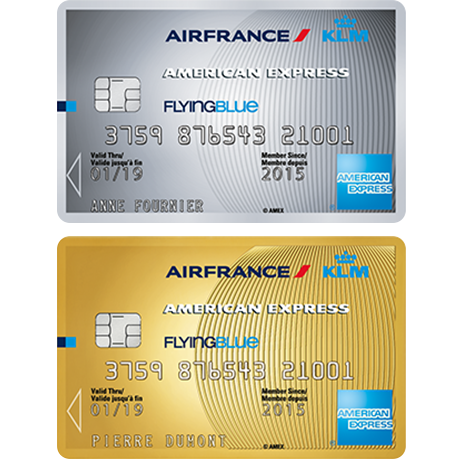 AIRFRANCE KLM
AMERICAN EXPRESS
FLYINGBLUE
3759 876543 21001
Valid Thru/ Member Since/
Valide jusqu'à fin Membre depuis
01/19 2015
AMERICAN EXPRESS
ANNE FOURNIER
© AMEX
AIRFRANCE KLM
AMERICAN EXPRESS
FLYINGBLUE
3759 876543 21001
Valid Thru/ Member Since/
Valide jusqu'à fin Membre depuis
01/19 2015
AMERICAN EXPRESS
PIERRE DUMONT
© AMEX